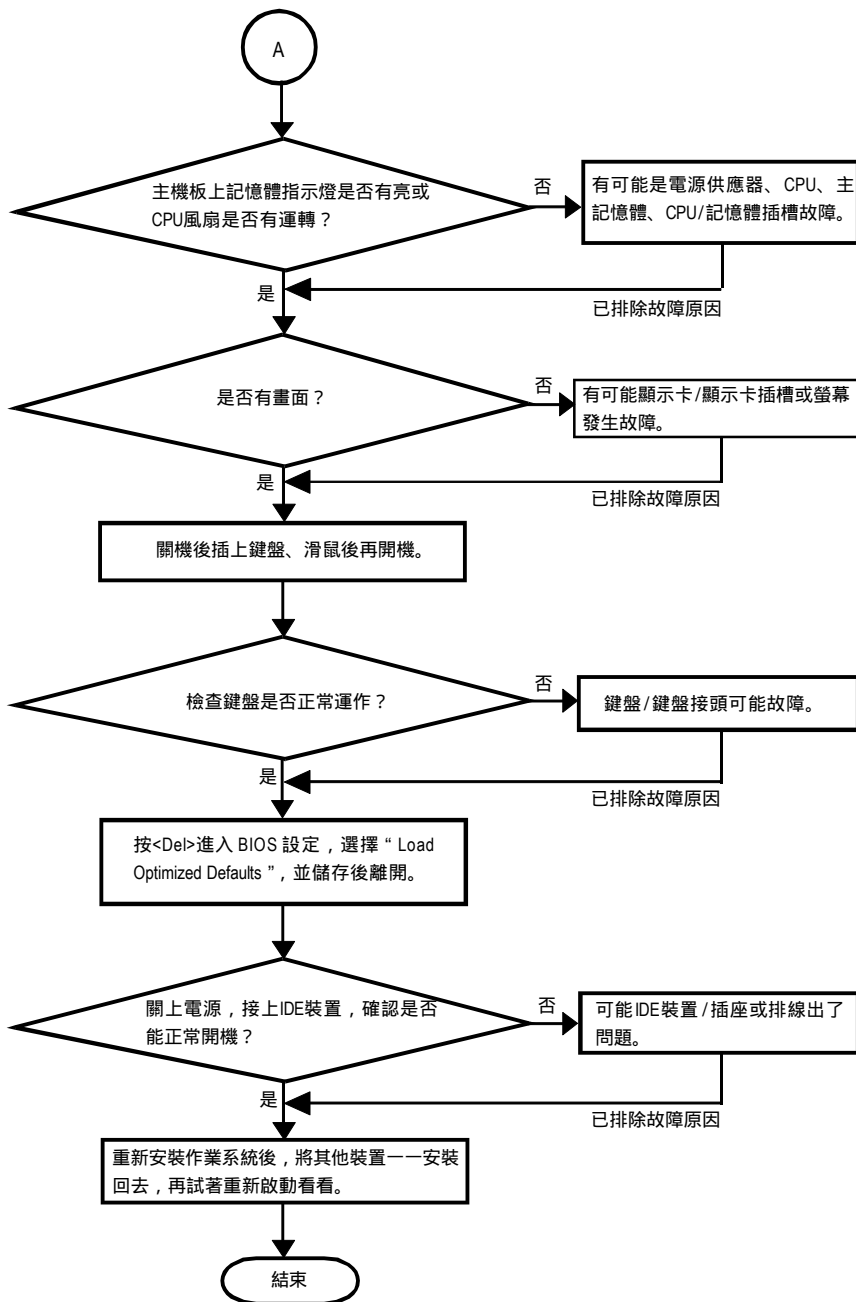 A
主機板上記憶體指示燈是否有亮或
CPU風扇是否有運轉？
否
有可能是電源供應器、CPU、主
記憶體、CPU/記憶體插槽故障。
是
已排除故障原因
是否有畫面？
否
有可能顯示卡/顯示卡插槽或螢幕
發生故障。
是
已排除故障原因
關機後插上鍵盤、滑鼠後再開機。
檢查鍵盤是否正常運作？
否
鍵盤/鍵盤接頭可能故障。
是
已排除故障原因
按<Del>進入 BIOS 設定，選擇 “ Load
Optimized Defaults ”，並儲存後離開。
關上電源，接上IDE裝置，確認是否
能正常開機？
否
可能IDE裝置/插座或排線出了
問題。
是
已排除故障原因
重新安裝作業系統後，將其他裝置一一安裝
回去，再試著重新啟動看看。
結束